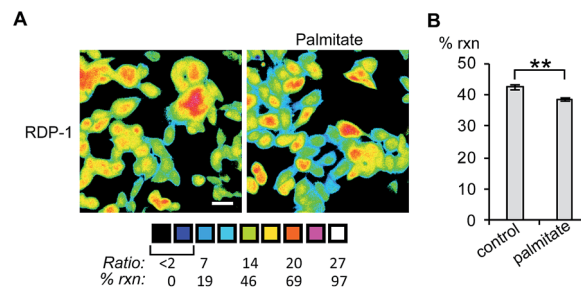 A
Palmitate
RDP-1
Ratio: <2 7 14 20 27
% rxn: 0 19 46 69 97
B
% rxn
**
50
40
30
20
10
0
control
palmitate